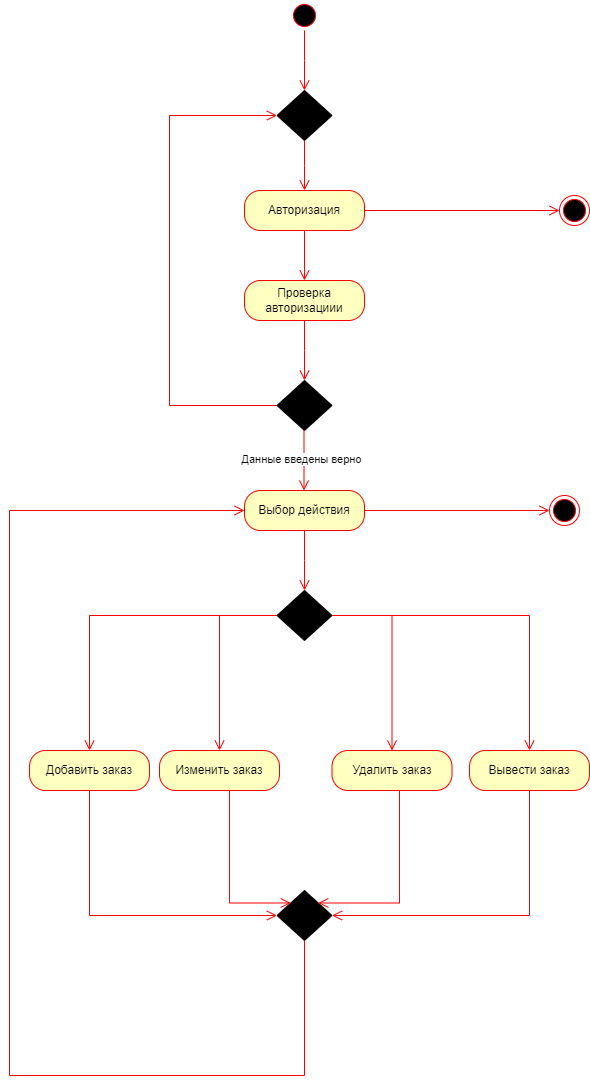 Авторизация
Проверка
авторизациии
Данные введены верно
Выбор действия
Добавить заказ
Изменить заказ
Удалить заказ
Вывести заказ